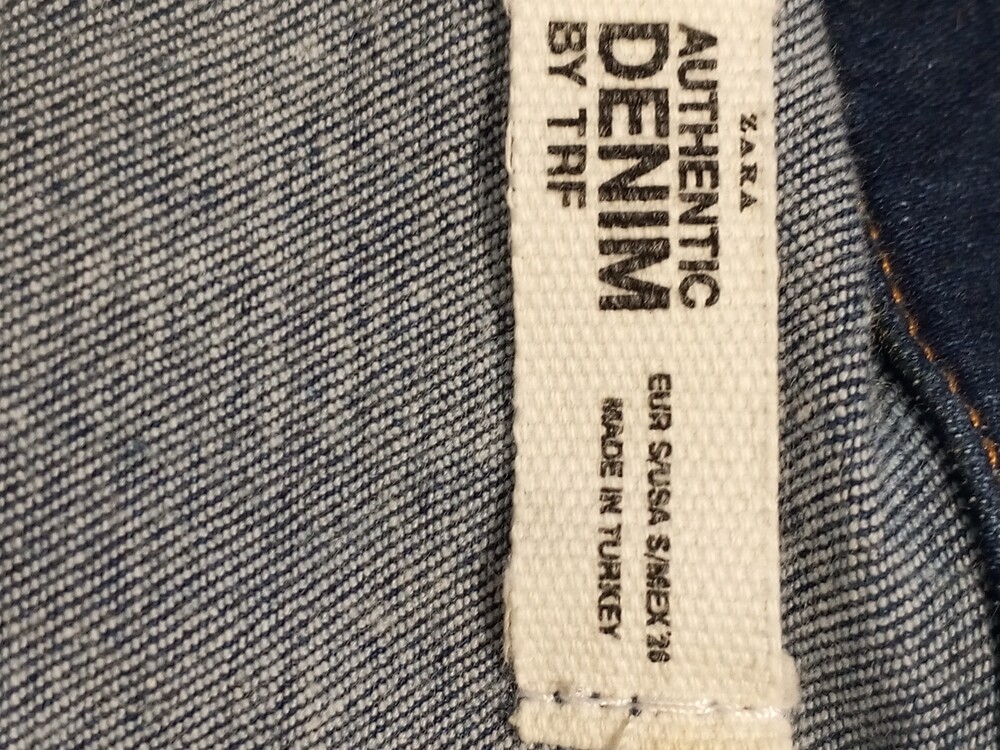 ZARA
AUTHENTIC
DENIM
BY TRF
EUR S/USA S/MEX 26
MADE IN TURKEY